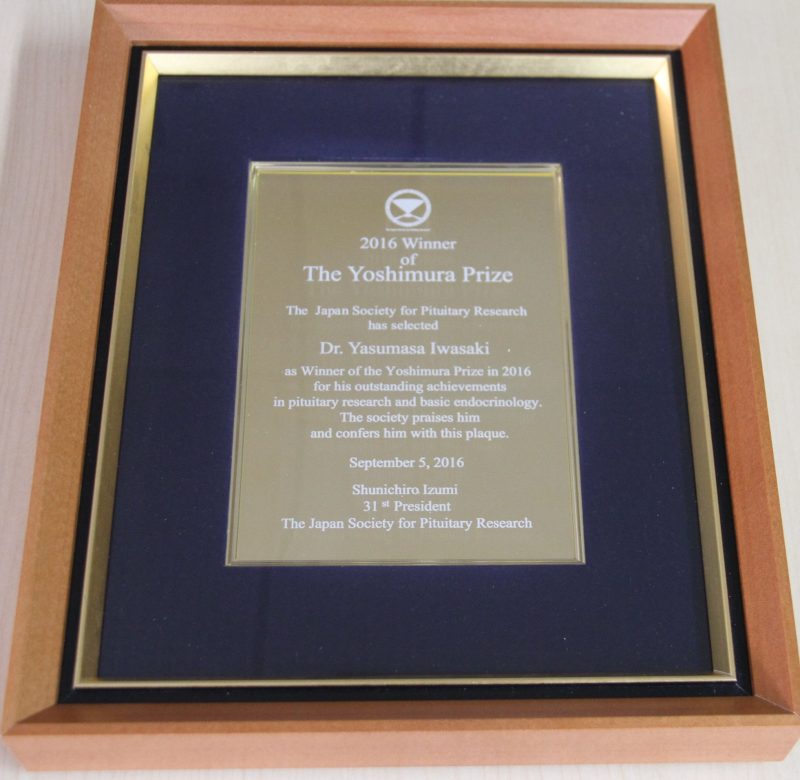 2016 Winner
of
The Yoshimura Prize
The Japan Society for Pituitary Research
has selected
Dr. Yasumasa Iwasaki
as Winner of the Yoshimura Prize in 2016
for his outstanding achievements
in pituitary research and basic endocrinology.
The society praises him
and confers him with this plaque.
September 5, 2016
Shunichiro Izumi
31 st President
The Japan Society for Pituitary Research